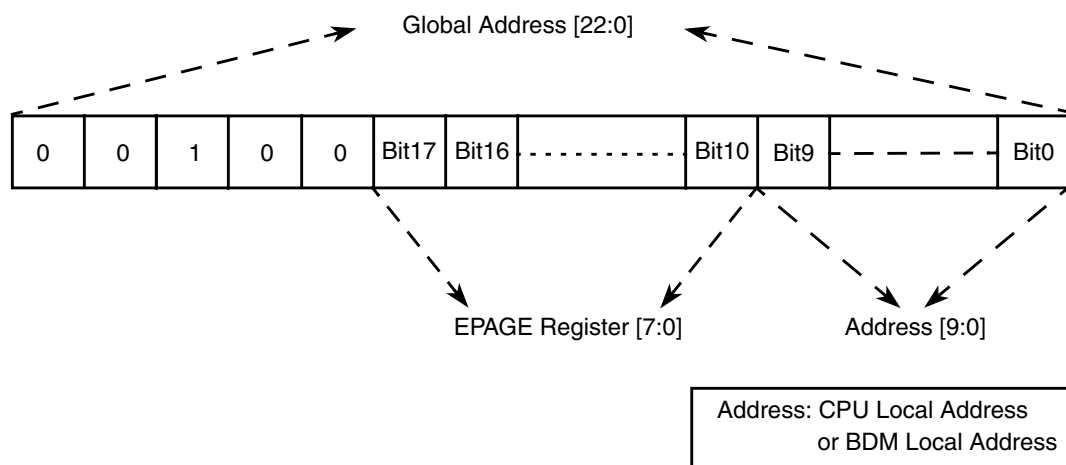 Global Address [22:0]
0 0 1 0 0 Bit17 Bit16 Bit10 Bit9 Bit0
EPAGE Register [7:0] Address [9:0]
Address: CPU Local Address
or BDM Local Address